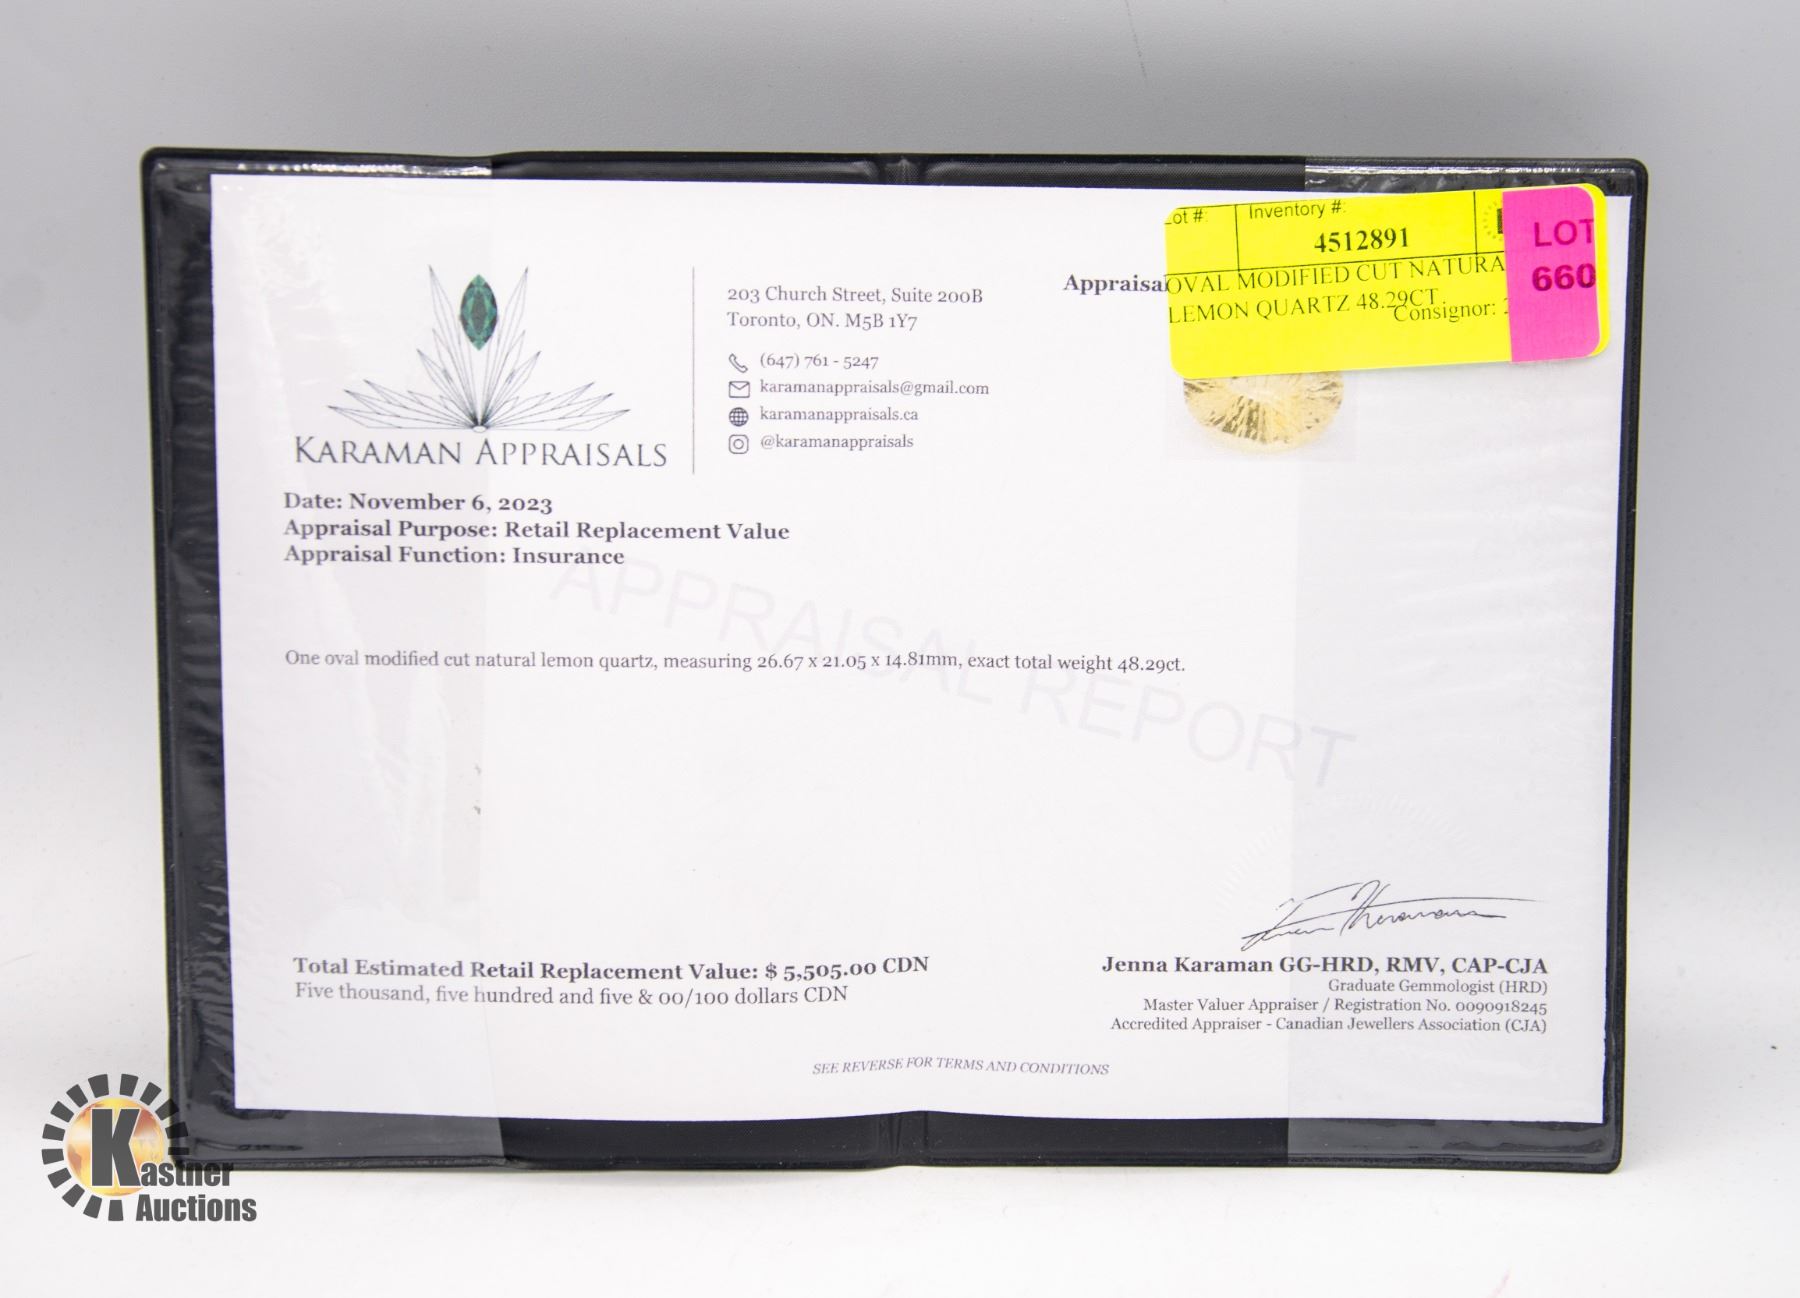 Lot #:
Inventory #:
4512891
OVAL MODIFIED CUT NATURA
LEMON QUARTZ 48.29CT
Consignor:
LOT
660
KARAMAN APPRAISALS
203 Church Street, Suite 200B
Toronto, ON. M5B 1Y7
(647) 761 - 5247
karamanappraisals@gmail.com
karamanappraisals.ca
@karamanappraisals
Appraisal
Date: November 6, 2023
Appraisal Purpose: Retail Replacement Value
Appraisal Function: Insurance
APPRAISAL REPORT
One oval modified cut natural lemon quartz, measuring 26.67 x 21.05 x 14.81mm, exact total weight 48.29ct.
Total Estimated Retail Replacement Value: $ 5,505.00 CDN
Five thousand, five hundred and five & 00/100 dollars CDN
Jenna Karaman GG-HRD, RMV, CAP-CJA
Graduate Gemmologist (HRD)
Master Valuer Appraiser / Registration No. 0090918245
Accredited Appraiser - Canadian Jewellers Association (CJA)
SEE REVERSE FOR TERMS AND CONDITIONS
Kastner
Auctions